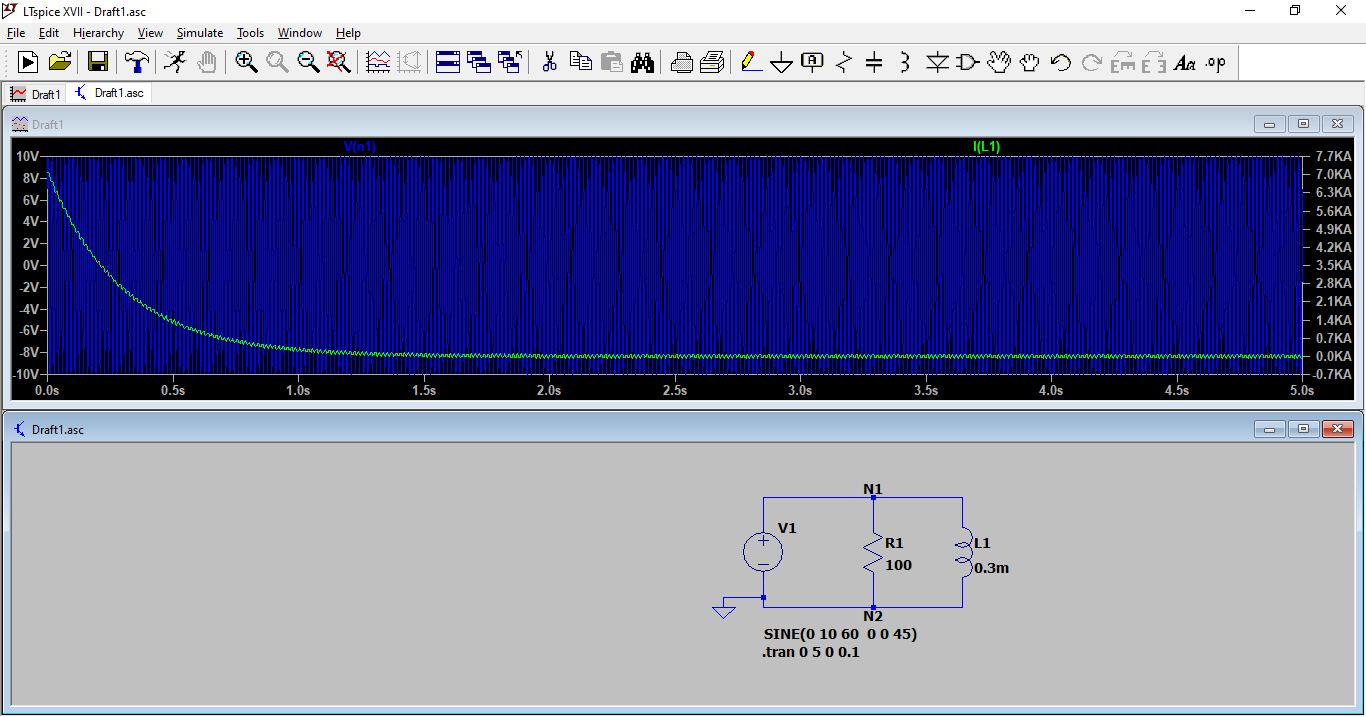 LTspice XVII - Draft1.asc
File Edit Hierarchy View Simulate Tools Window Help
A Aa .op
Draft1 Draft1.asc
Draft1
V(n1) I(L1)
10V 7.7KA
8V 7.0KA
6V 6.3KA
4V 5.6KA
2V 4.9KA
0V 4.2KA
-2V 3.5KA
-4V 2.8KA
-6V 2.1KA
-8V 1.4KA
-10V 0.7KA
0.0KA
-0.7KA
0.0s 0.5s 1.0s 1.5s 2.0s 2.5s 3.0s 3.5s 4.0s 4.5s 5.0s
Draft1.asc
N1
V1
R1 L1
100 0.3m
N2
SINE(0 10 60 0 0 45)
.tran 0 5 0 0.1